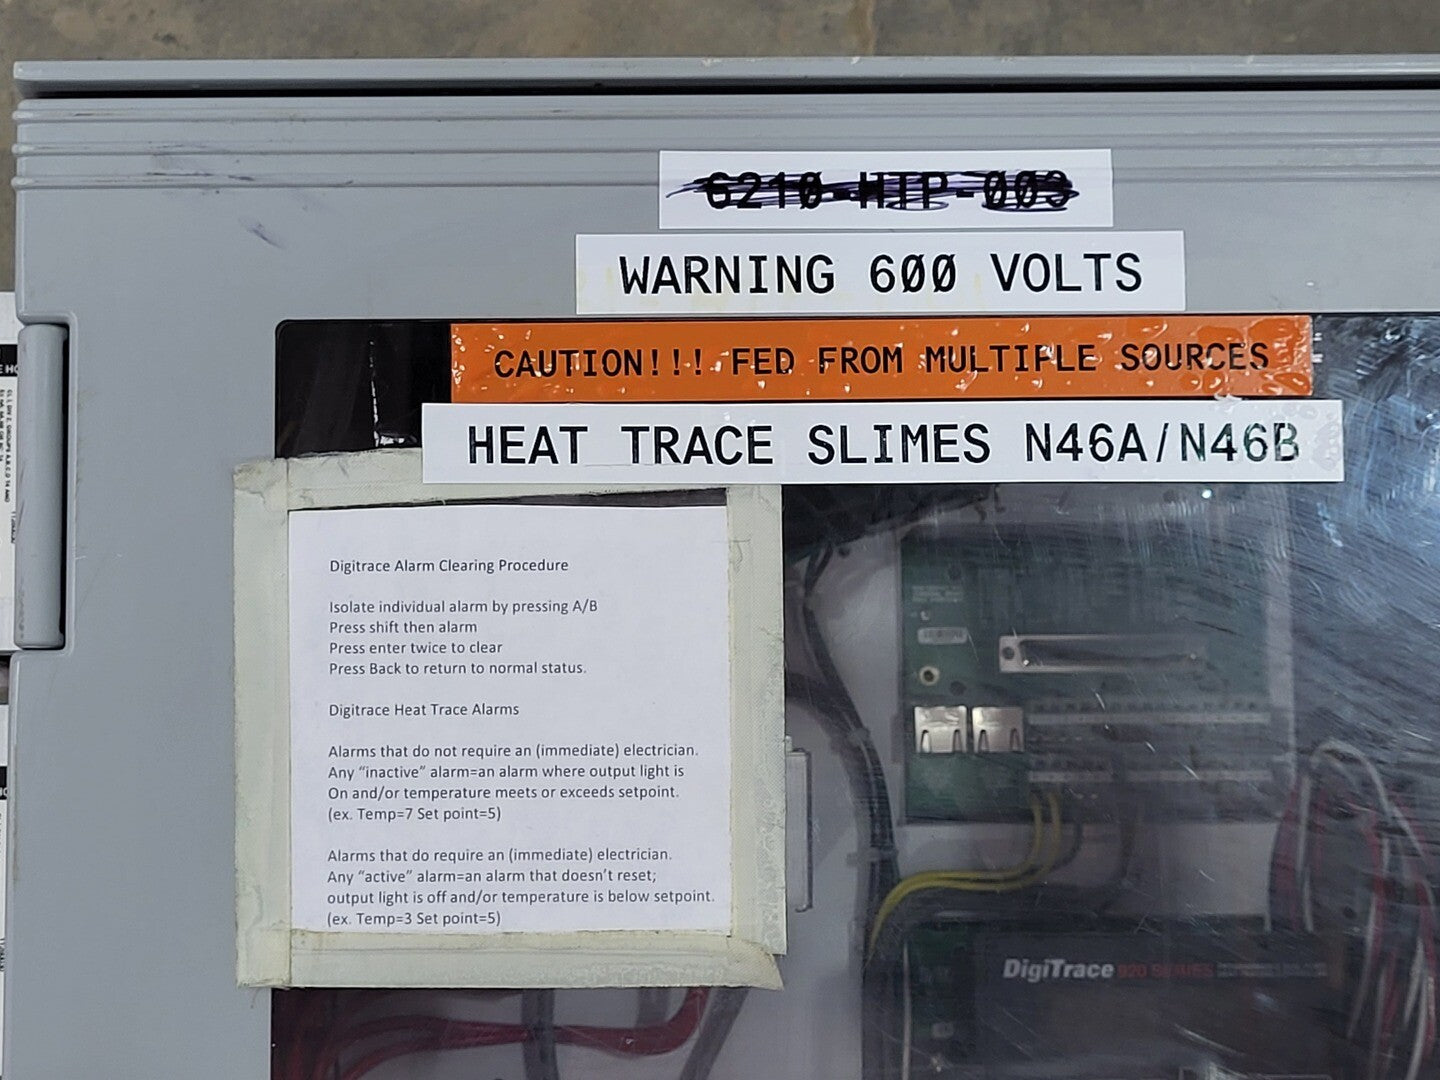 6210-HTP-003
WARNING 600 VOLTS
CAUTION!!! FED FROM MULTIPLE SOURCES
HEAT TRACE SLIMES N46A/N46B
Digitrace Alarm Clearing Procedure
Isolate individual alarm by pressing A/B
Press shift then alarm
Press enter twice to clear
Press Back to return to normal status.
Digitrace Heat Trace Alarms
Alarms that do not require an (immediate) electrician.
Any “inactive” alarm=an alarm where output light is
On and/or temperature meets or exceeds setpoint.
(ex. Temp=7 Set point=5)
Alarms that do require an (immediate) electrician.
Any “active” alarm=an alarm that doesn’t reset;
output light is off and/or temperature is below setpoint.
(ex. Temp=3 Set point=5)
DigiTrace 920 SERIES